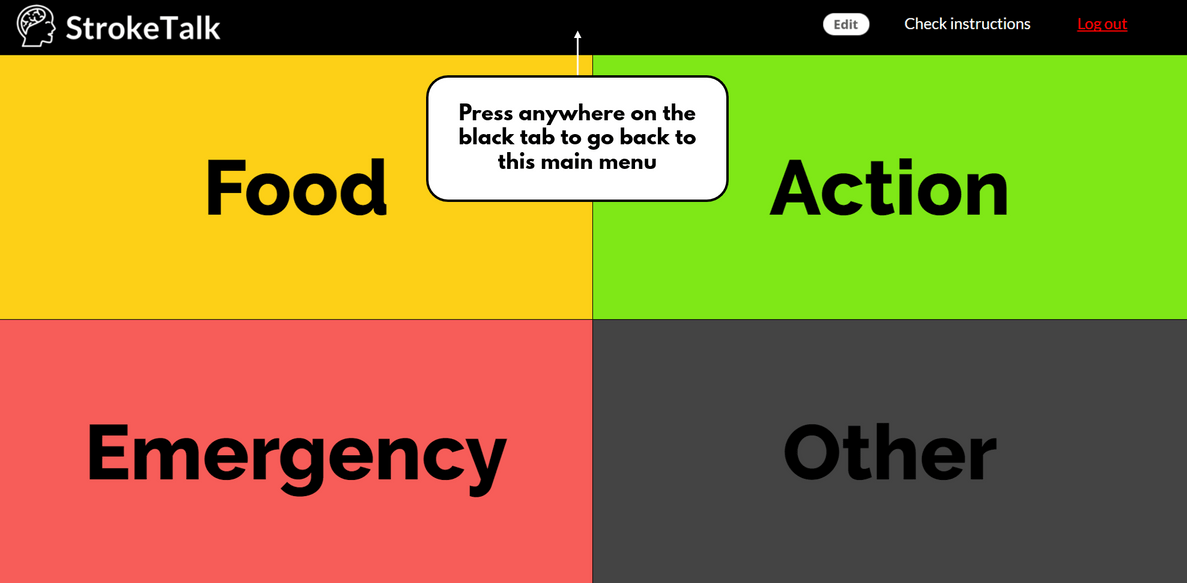 StrokeTalk
Edit
Check instructions
Log out
Press anywhere on the
black tab to go back to
this main menu
Food
Action
Emergency
Other